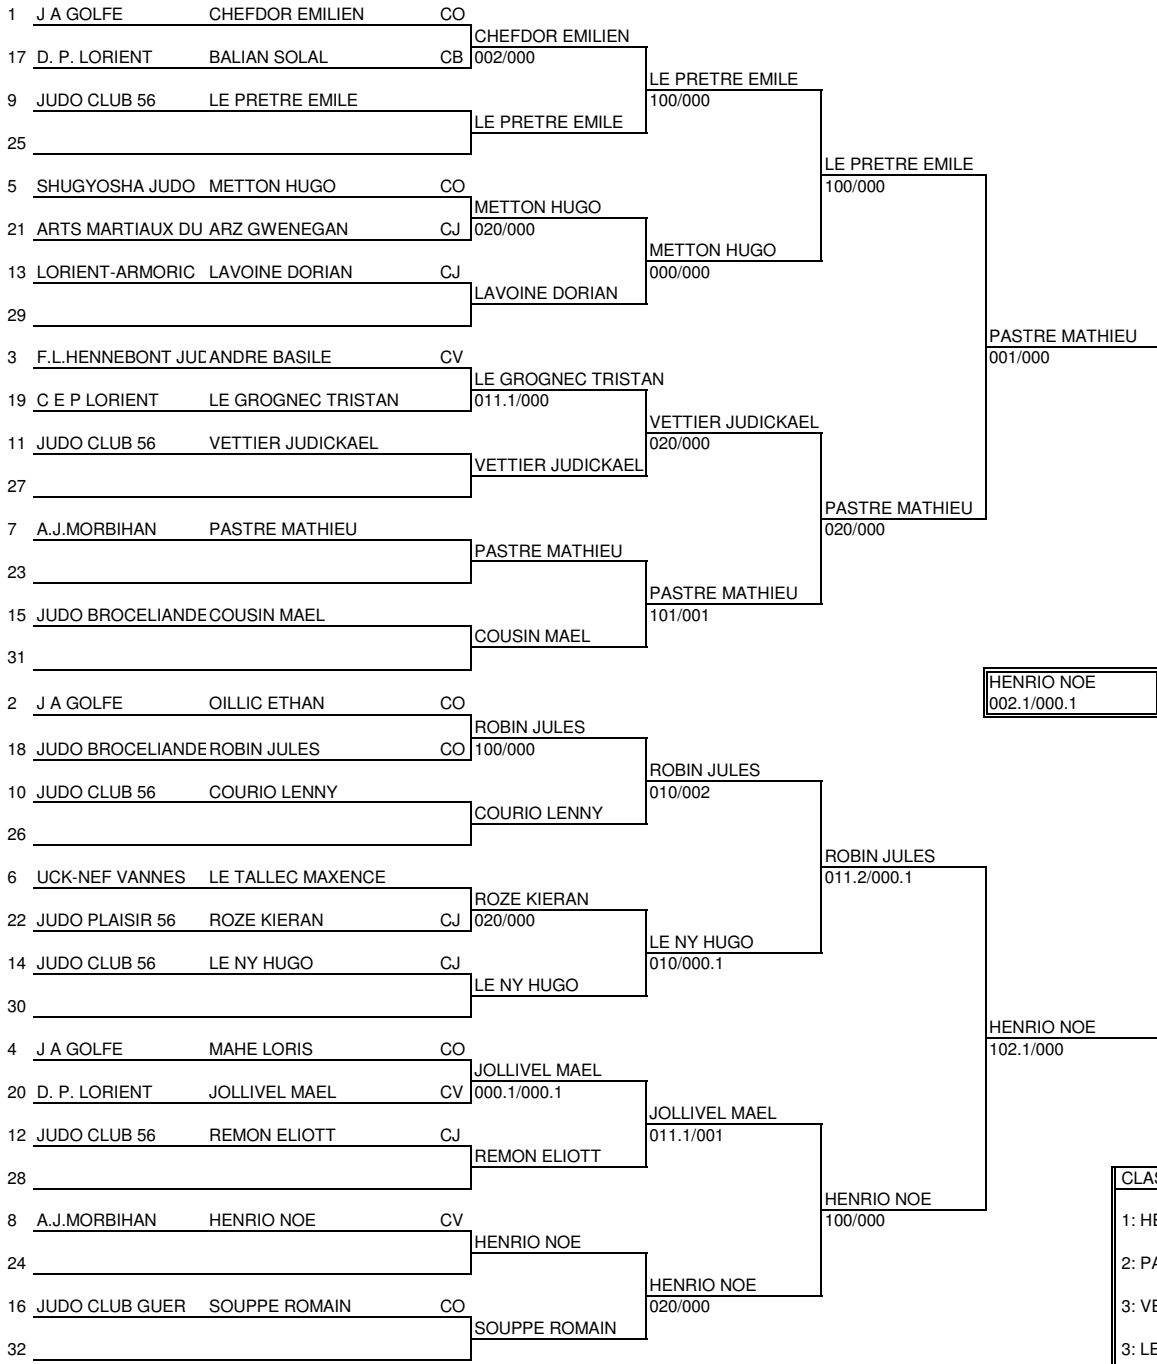 1 J A GOLFE CHEFDOR EMILIEN CO
CHEFDOR EMILIEN
17 D. P. LORIENT BALIAN SOLAL CB 002/000
LE PRETRE EMILE
9 JUDO CLUB 56 LE PRETRE EMILE 100/000
LE PRETRE EMILE
25
LE PRETRE EMILE
5 SHUGYOSHA JUDO METTON HUGO CO 100/000
METTON HUGO
21 ARTS MARTIAUX DU ARZ GWENEGAN CJ 020/000
METTON HUGO
13 LORIENT-ARMORIC LAVOINE DORIAN CJ 000/000
LAVOINE DORIAN
29
PASTRE MATHIEU
3 F.L.HENNEBONT ANDRE BASILE CV 001/000
LE GROGNEC TRISTAN
19 C E P LORIENT LE GROGNEC TRISTAN 011.1/000
VETTIER JUDICKAEL
11 JUDO CLUB 56 VETTIER JUDICKAEL 020/000
VETTIER JUDICKAEL
27
PASTRE MATHIEU
7 A.J.MORBIHAN PASTRE MATHIEU 020/000
PASTRE MATHIEU
23
PASTRE MATHIEU
15 JUDO BROCELIANDE COUSIN MAEL 101/001
COUSIN MAEL
31
HENRIO NOE
2 J A GOLFE OILLIC ETHAN CO 002.1/000.1
ROBIN JULES
18 JUDO BROCELIANDE ROBIN JULES CO 100/000
ROBIN JULES
10 JUDO CLUB 56 COURIO LENNY 010/002
COURIO LENNY
26
ROBIN JULES
6 UCK-NEF VANNES LE TALLEC MAXENCE 011.2/000.1
ROZE KIERAN
22 JUDO PLAISIR 56 ROZE KIERAN CJ 020/000
LE NY HUGO
14 JUDO CLUB 56 LE NY HUGO CJ 010/000.1
LE NY HUGO
30
HENRIO NOE
4 J A GOLFE MAHE LORIS CO 102.1/000
JOLLIVEL MAEL
20 D. P. LORIENT JOLLIVEL MAEL CV 000.1/000.1
JOLLIVEL MAEL
12 JUDO CLUB 56 REMON ELIOTT CJ 011.1/001
REMON ELIOTT
28
CLAS
HENRIO NOE
8 A.J.MORBIHAN HENRIO NOE CV 100/000 1: HE
HENRIO NOE
24 2: PA
HENRIO NOE
16 JUDO CLUB GUER SOUPPE ROMAIN CO 020/000 3: VE
SOUPPE ROMAIN
32 3: LE